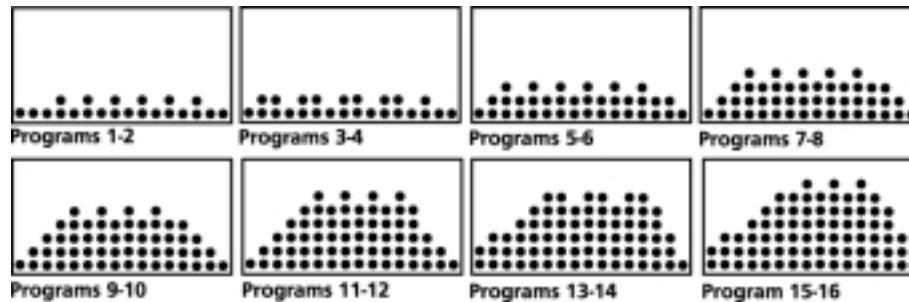 Programs 1-2
Programs 3-4
Programs 5-6
Programs 7-8
Programs 9-10
Programs 11-12
Programs 13-14
Program 15-16